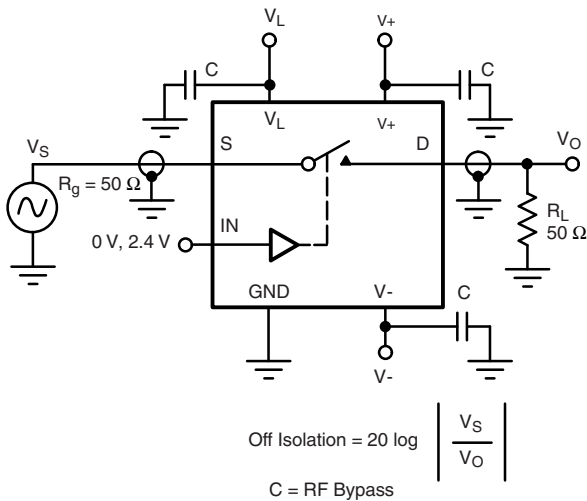 VL
V+
C
C
VL
V+
VS
S
D
VO
Rg = 50 Ω
RL
50 Ω
0 V, 2.4 V
IN
GND
V-
C
V-
Off Isolation = 20 log | VS / VO |
C = RF Bypass